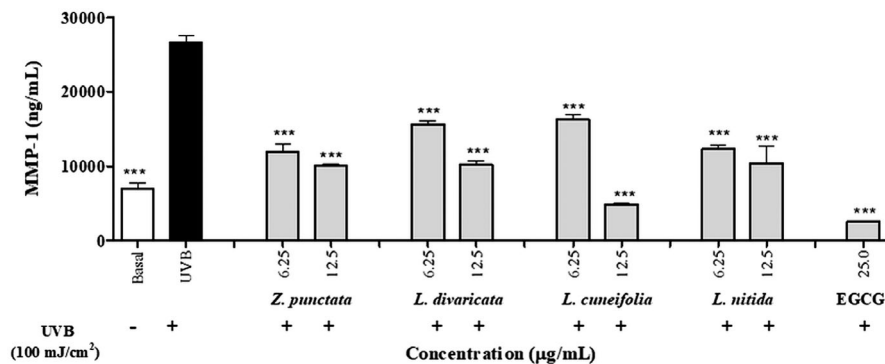 30000
20000
10000
0
MMP-1 (ng/mL)
*** *** *** *** *** *** *** *** *** ***
Basal UVB 6.25 12.5 6.25 12.5 6.25 12.5 6.25 12.5 25.0
Z. punctata L. divaricata L. cuneifolia L. nitida EGCG
UVB - + + + + + + + + + +
(100 mJ/cm²) Concentration (µg/mL)